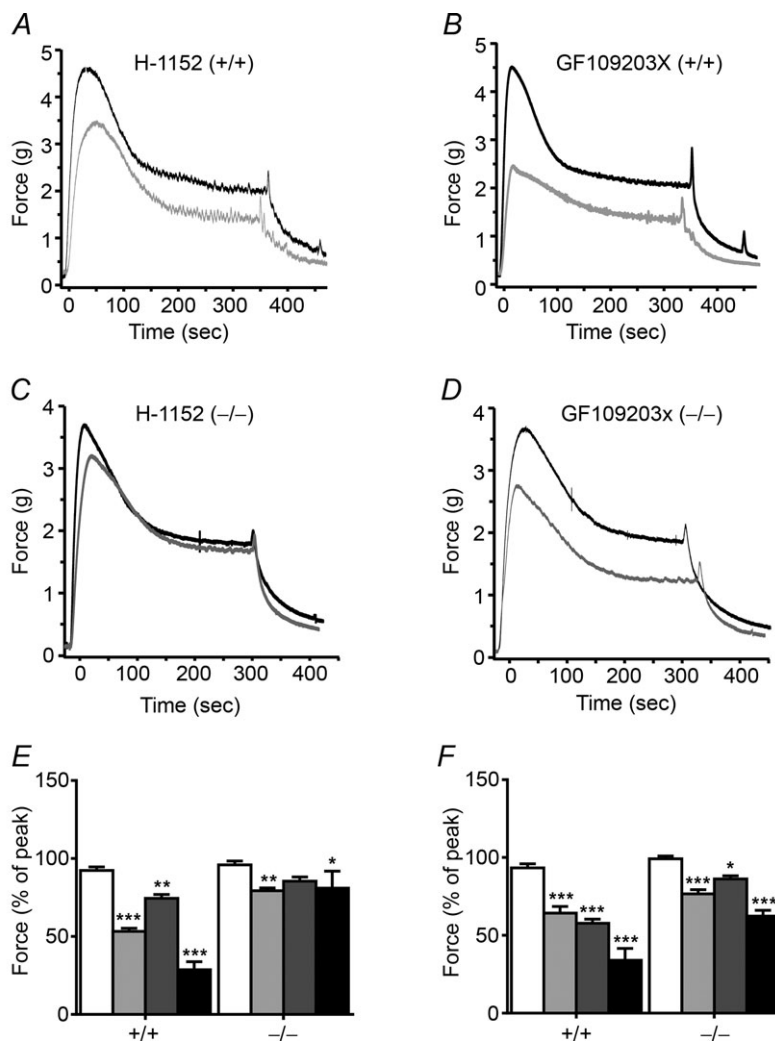 A
H-1152 (+/+)
5
4
3
2
1
0
Force (g)
0 100 200 300 400
Time (sec)
B
GF109203X (+/+)
5
4
3
2
1
0
Force (g)
0 100 200 300 400
Time (sec)
C
H-1152 (–/–)
4
3
2
1
0
Force (g)
0 100 200 300 400
Time (sec)
D
GF109203x (–/–)
4
3
2
1
0
Force (g)
0 100 200 300 400
Time (sec)
E
150
100
50
0
Force (% of peak)
*** ** *** ** *
+/+ –/–
F
150
100
50
0
Force (% of peak)
*** *** *** *** * ***
+/+ –/–